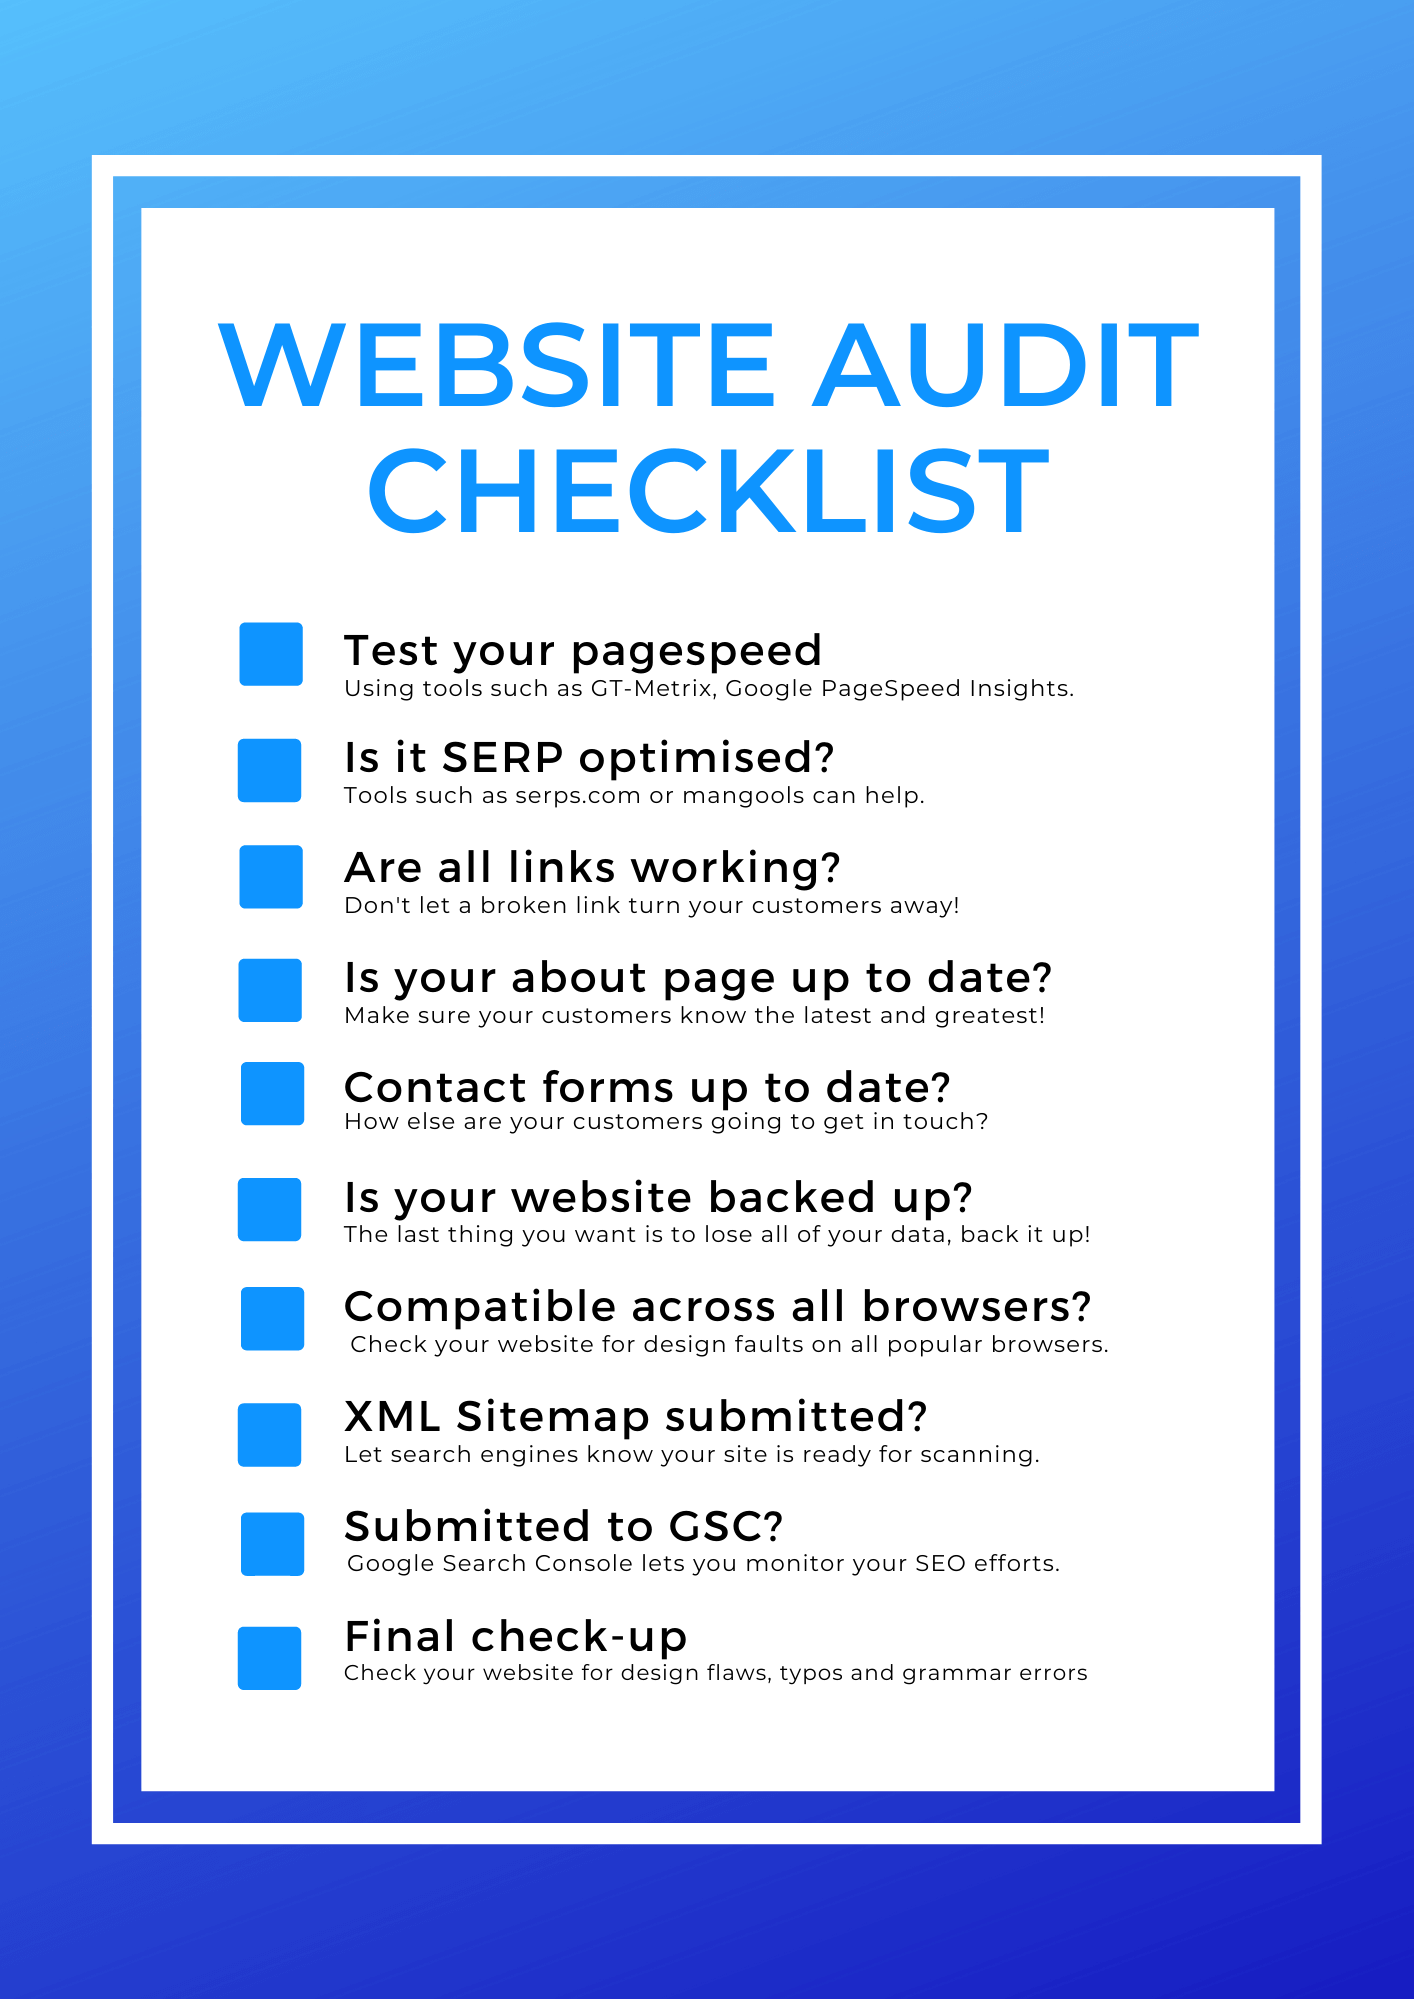 WEBSITE AUDIT
CHECKLIST
Test your pagespeed
Using tools such as GT-Metrix, Google PageSpeed Insights.
Is it SERP optimised?
Tools such as serps.com or mangools can help.
Are all links working?
Don't let a broken link turn your customers away!
Is your about page up to date?
Make sure your customers know the latest and greatest!
Contact forms up to date?
How else are your customers going to get in touch?
Is your website backed up?
The last thing you want is to lose all of your data, back it up!
Compatible across all browsers?
Check your website for design faults on all popular browsers.
XML Sitemap submitted?
Let search engines know your site is ready for scanning.
Submitted to GSC?
Google Search Console lets you monitor your SEO efforts.
Final check-up
Check your website for design flaws, typos and grammar errors